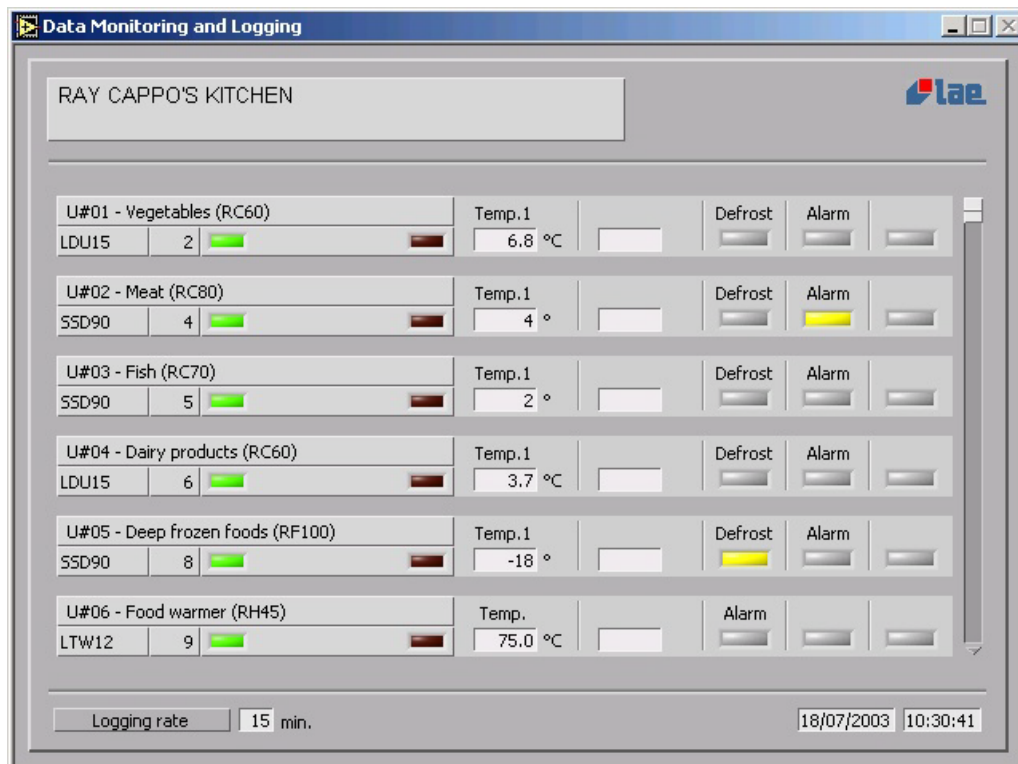 Data Monitoring and Logging
RAY CAPPO'S KITCHEN
lae
U#01 - Vegetables (RC60)
Temp.1 Defrost Alarm
LDU15 2 6.8 °C
U#02 - Meat (RC80)
Temp.1 Defrost Alarm
SSD90 4 4 °
U#03 - Fish (RC70)
Temp.1 Defrost Alarm
SSD90 5 2 °
U#04 - Dairy products (RC60)
Temp.1 Defrost Alarm
LDU15 6 3.7 °C
U#05 - Deep frozen foods (RF100)
Temp.1 Defrost Alarm
SSD90 8 -18 °
U#06 - Food warmer (RH45)
Temp. Alarm
LTW12 9 75.0 °C
Logging rate 15 min. 18/07/2003 10:30:41